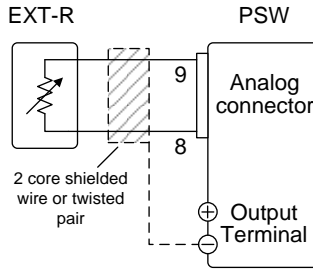 EXT-R
PSW
9
Analog
connector
8
2 core shielded
wire or twisted
pair
Output
Terminal